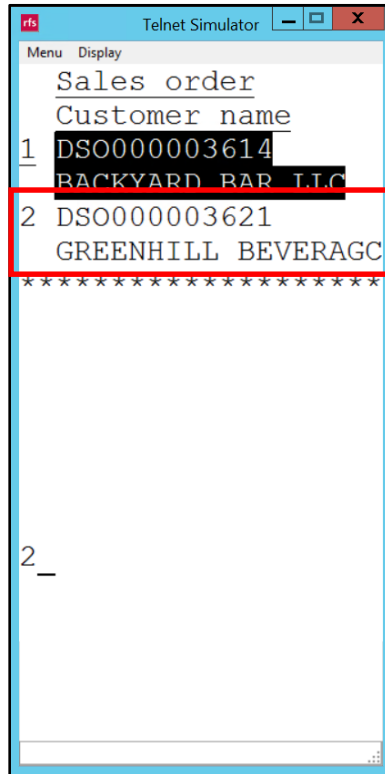 rfs Telnet Simulator
Menu Display
Sales order
Customer name
1 DSO000003614
BACKYARD BAR LLC
2 DSO000003621
GREENHILL BEVERAGC
********************
2_